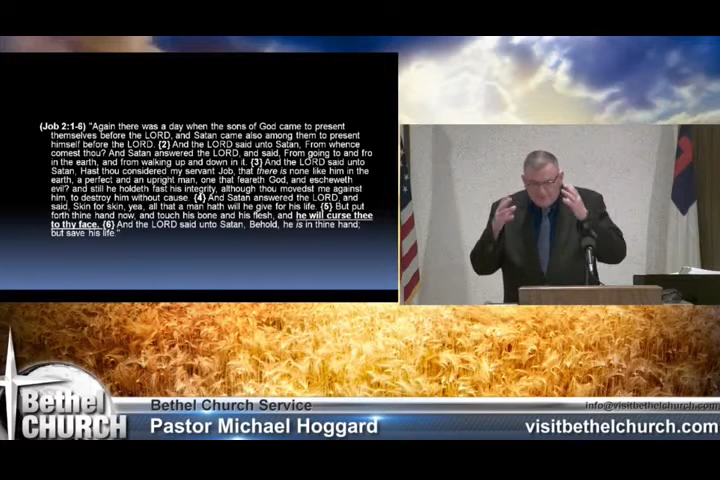 (Job 2:1-6) "Again there was a day when the sons of God came to present
themselves before the LORD, and Satan came also among them to present
himself before the LORD. {2} And the LORD said unto Satan, From whence
comest thou? And Satan answered the LORD, and said, From going to and fro
in the earth, and from walking up and down in it. {3} And the LORD said unto
Satan, Hast thou considered my servant Job, that there is none like him in the
earth, a perfect and an upright man, one that feareth God, and escheweth
evil? and still he holdeth fast his integrity, although thou movedst me against
him, to destroy him without cause. {4} And Satan answered the LORD, and
said, Skin for skin, yea, all that a man hath will he give for his life. {5} But put
forth thine hand now, and touch his bone and his flesh, and he will curse thee
to thy face. {6} And the LORD said unto Satan, Behold, he is in thine hand;
but save his life."
Bethel
CHURCH
Bethel Church Service
Pastor Michael Hoggard
info@visitbethelchurch.com
visitbethelchurch.com